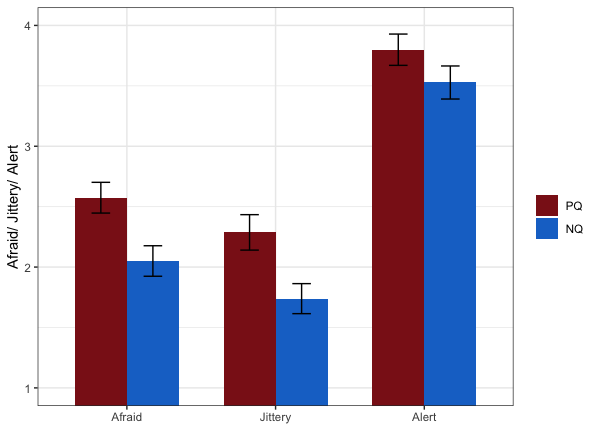 Afraid/ Jittery/ Alert
4
3
2
1
Afraid Jittery Alert
PQ
NQ